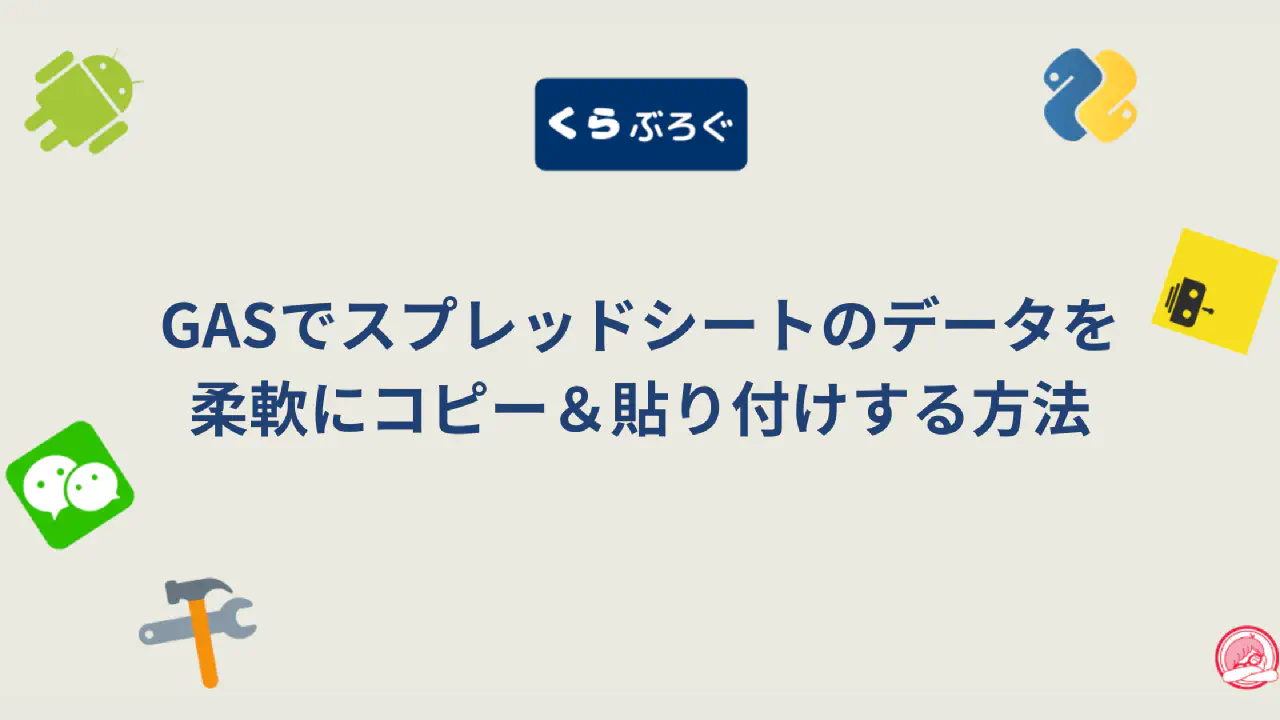 くらぶろぐ
GASでスプレッドシートのデータを
柔軟にコピー＆貼り付けする方法